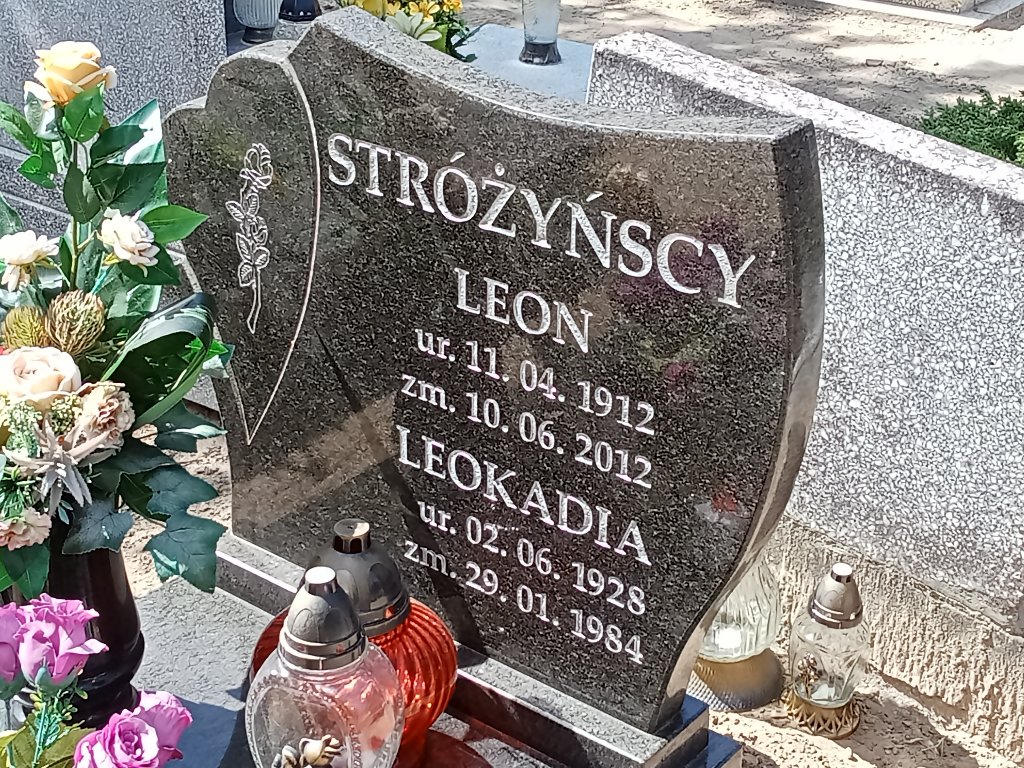 STRÓŻYŃSCY
LEON
ur. 11. 04. 1912
zm. 10. 06. 2012
LEOKADIA
ur. 02. 06. 1928
zm. 29. 01. 1984